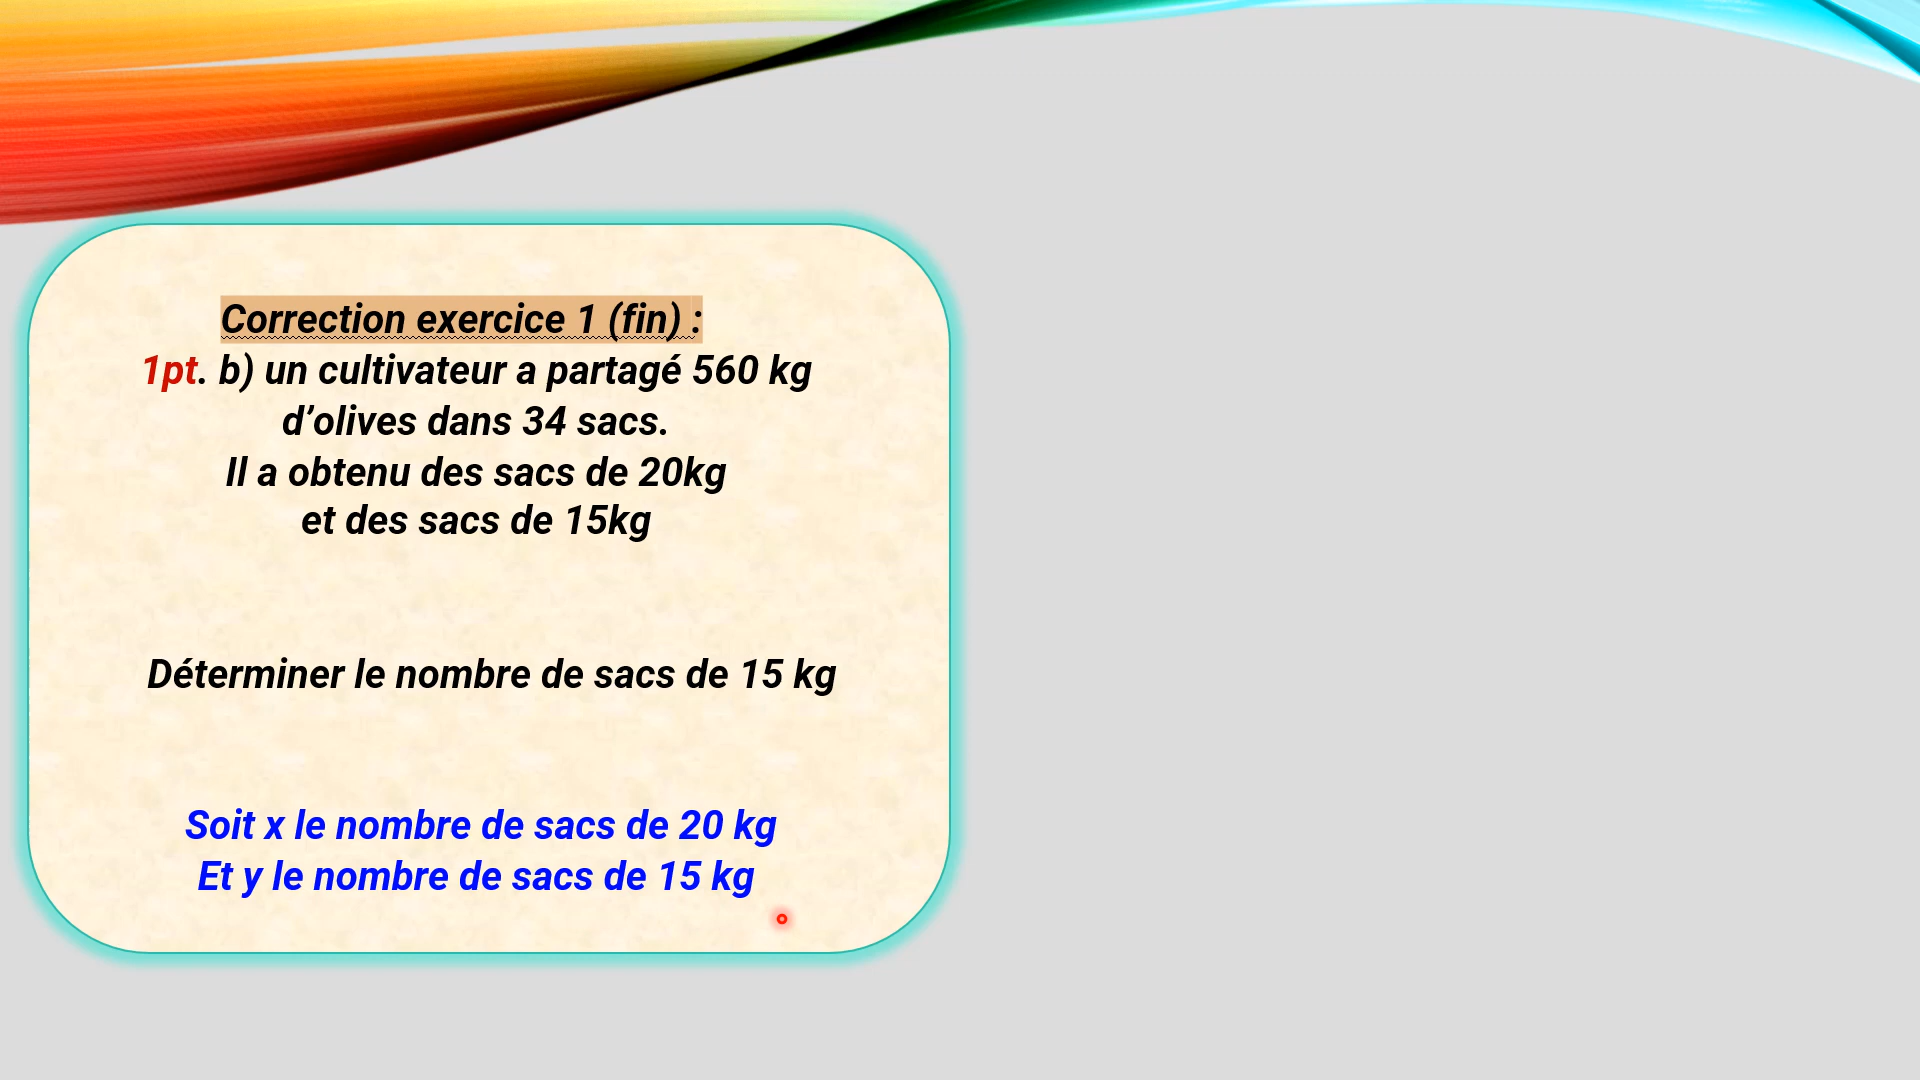 Correction exercice 1 (fin) :
1pt. b) un cultivateur a partagé 560 kg
d’olives dans 34 sacs.
Il a obtenu des sacs de 20kg
et des sacs de 15kg
Déterminer le nombre de sacs de 15 kg
Soit x le nombre de sacs de 20 kg
Et y le nombre de sacs de 15 kg